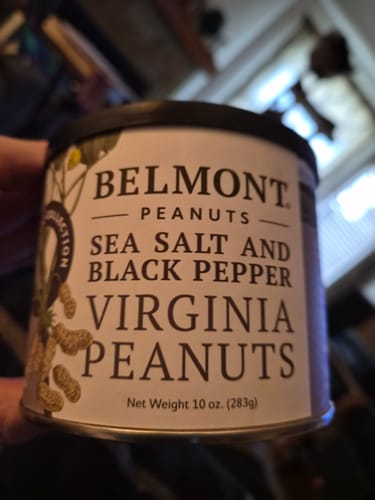 BELMONT
PEANUTS
SEA SALT AND
BLACK PEPPER
VIRGINIA
PEANUTS
Net Weight 10 oz. (283g)